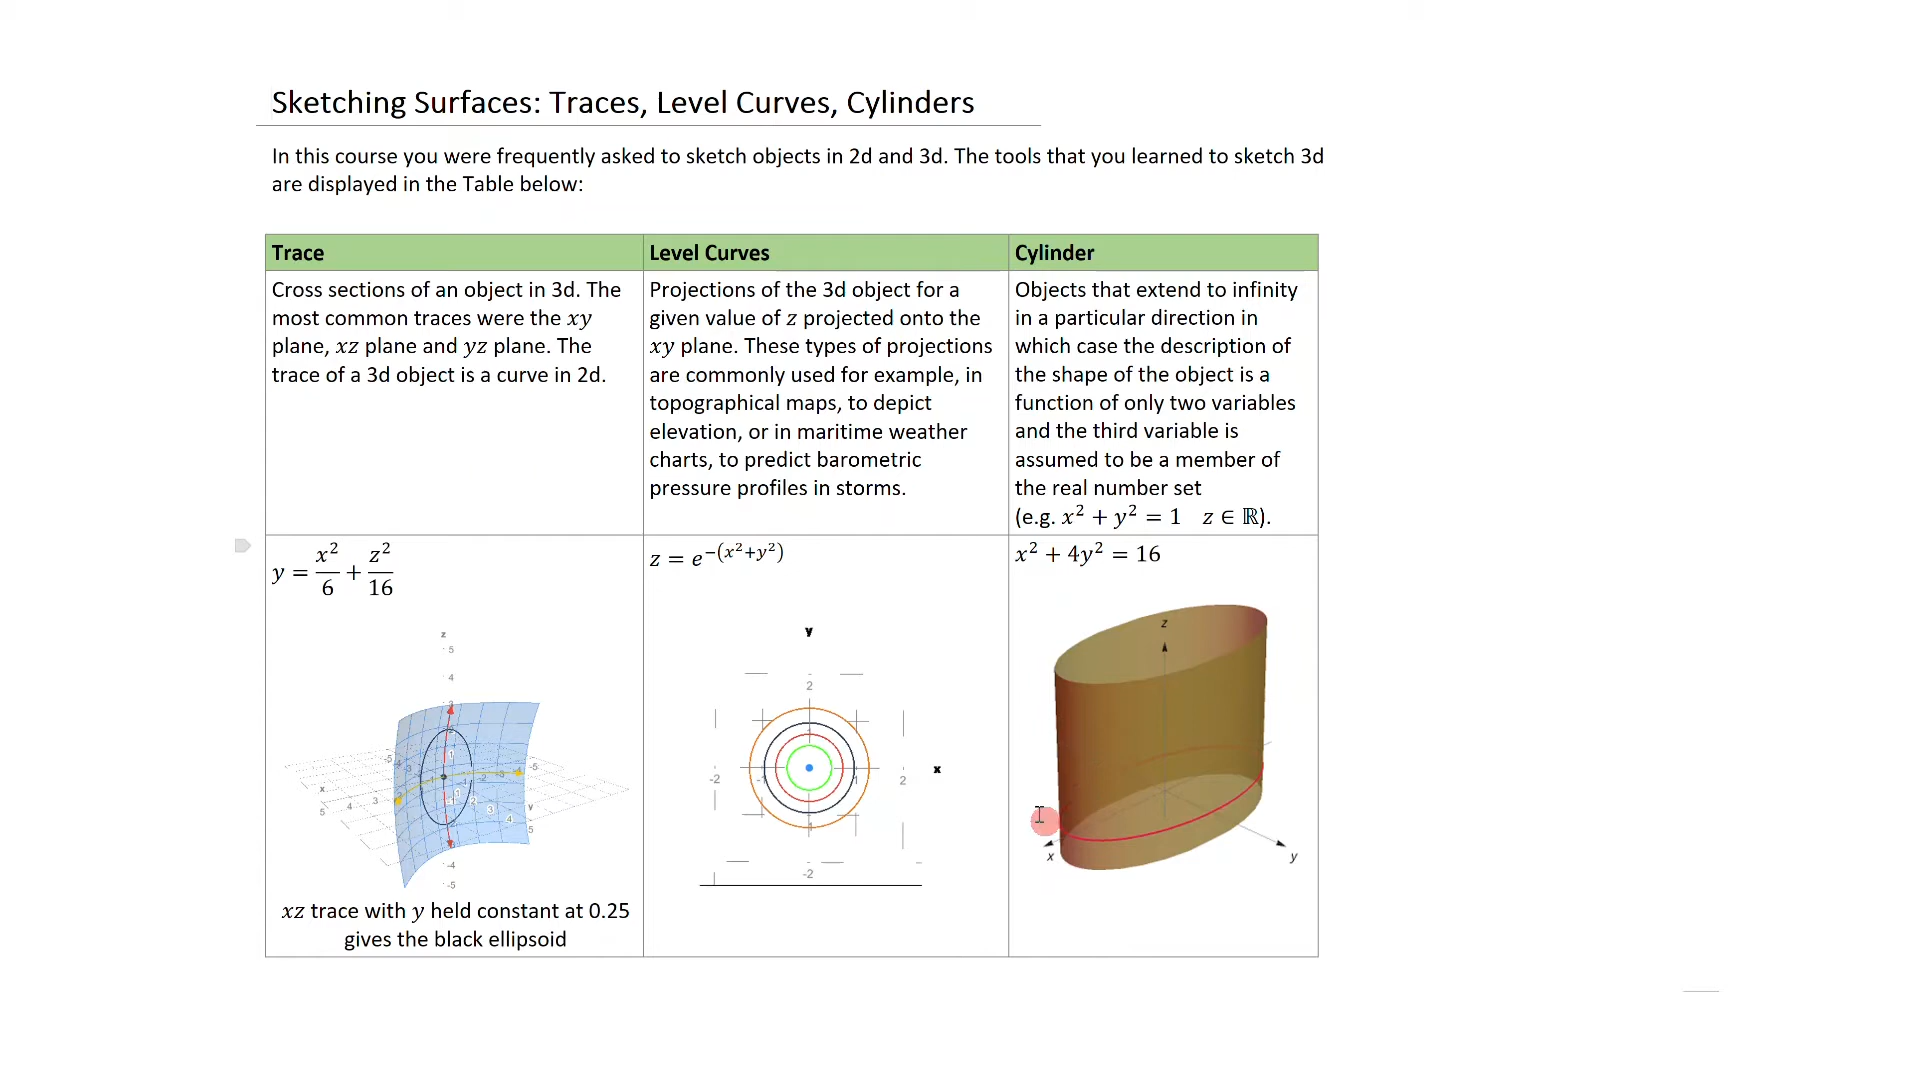 Sketching Surfaces: Traces, Level Curves, Cylinders
In this course you were frequently asked to sketch objects in 2d and 3d. The tools that you learned to sketch 3d
are displayed in the Table below:
Trace
Cross sections of an object in 3d. The
most common traces were the xy
plane, xz plane and yz plane. The
trace of a 3d object is a curve in 2d.
Level Curves
Projections of the 3d object for a
given value of z projected onto the
xy plane. These types of projections
are commonly used for example, in
topographical maps, to depict
elevation, or in maritime weather
charts, to predict barometric
pressure profiles in storms.
Cylinder
Objects that extend to infinity
in a particular direction in
which case the description of
the shape of the object is a
function of only two variables
and the third variable is
assumed to be a member of
the real number set
(e.g. x² + y² = 1 z ∈ ℝ).
y = x²/6 + z²/16
z
5
4
-4
-5
xz trace with y held constant at 0.25
gives the black ellipsoid
z = e^−(x²+y²)
y
2
-2
2
x
-2
x² + 4y² = 16
z
x
y